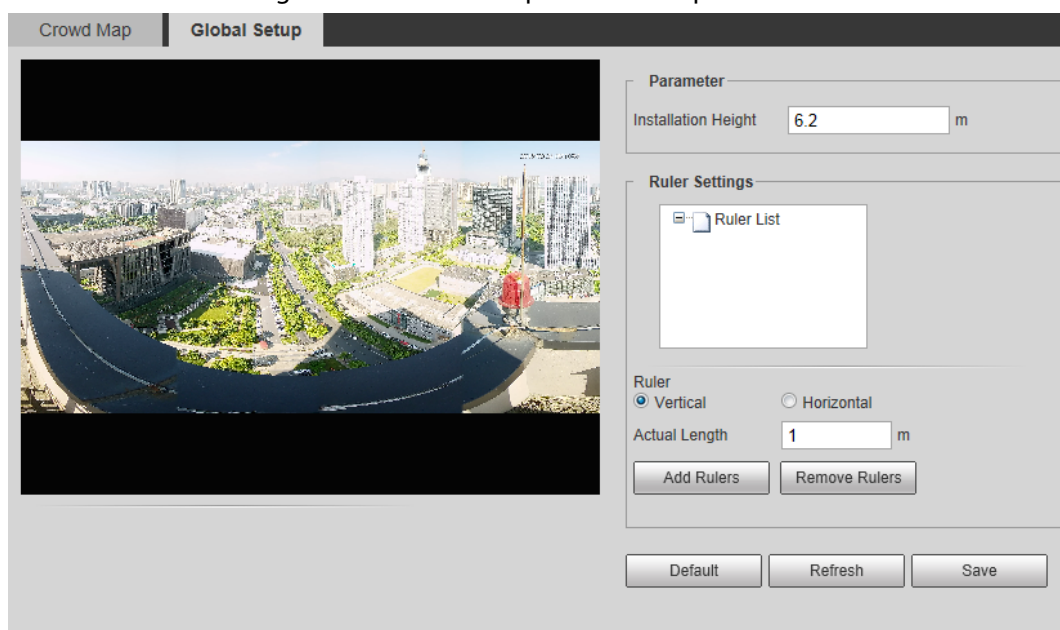 Crowd Map
Global Setup
Parameter
Installation Height 6.2 m
Ruler Settings
Ruler List
Ruler
Vertical Horizontal
Actual Length 1 m
Add Rulers Remove Rulers
Default Refresh Save